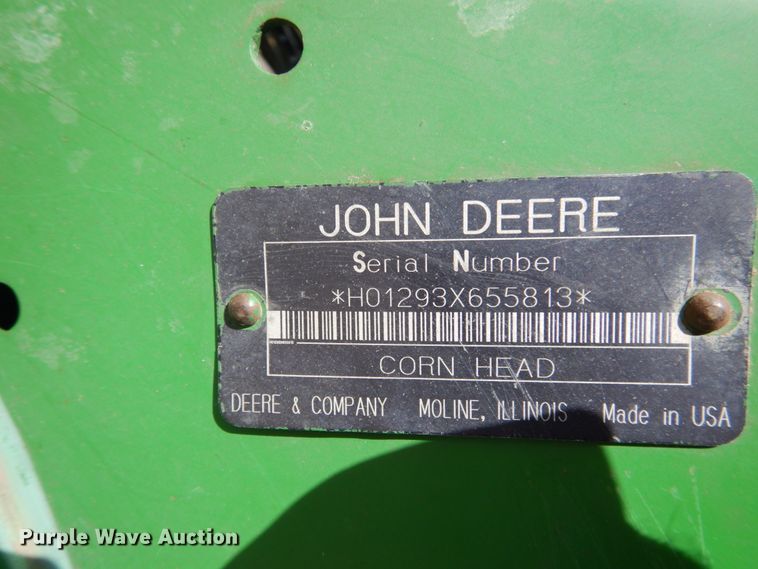 JOHN DEERE
Serial Number
*H01293X655813*
CORN HEAD
DEERE & COMPANY MOLINE, ILLINOIS Made in USA
Purple Wave Auction